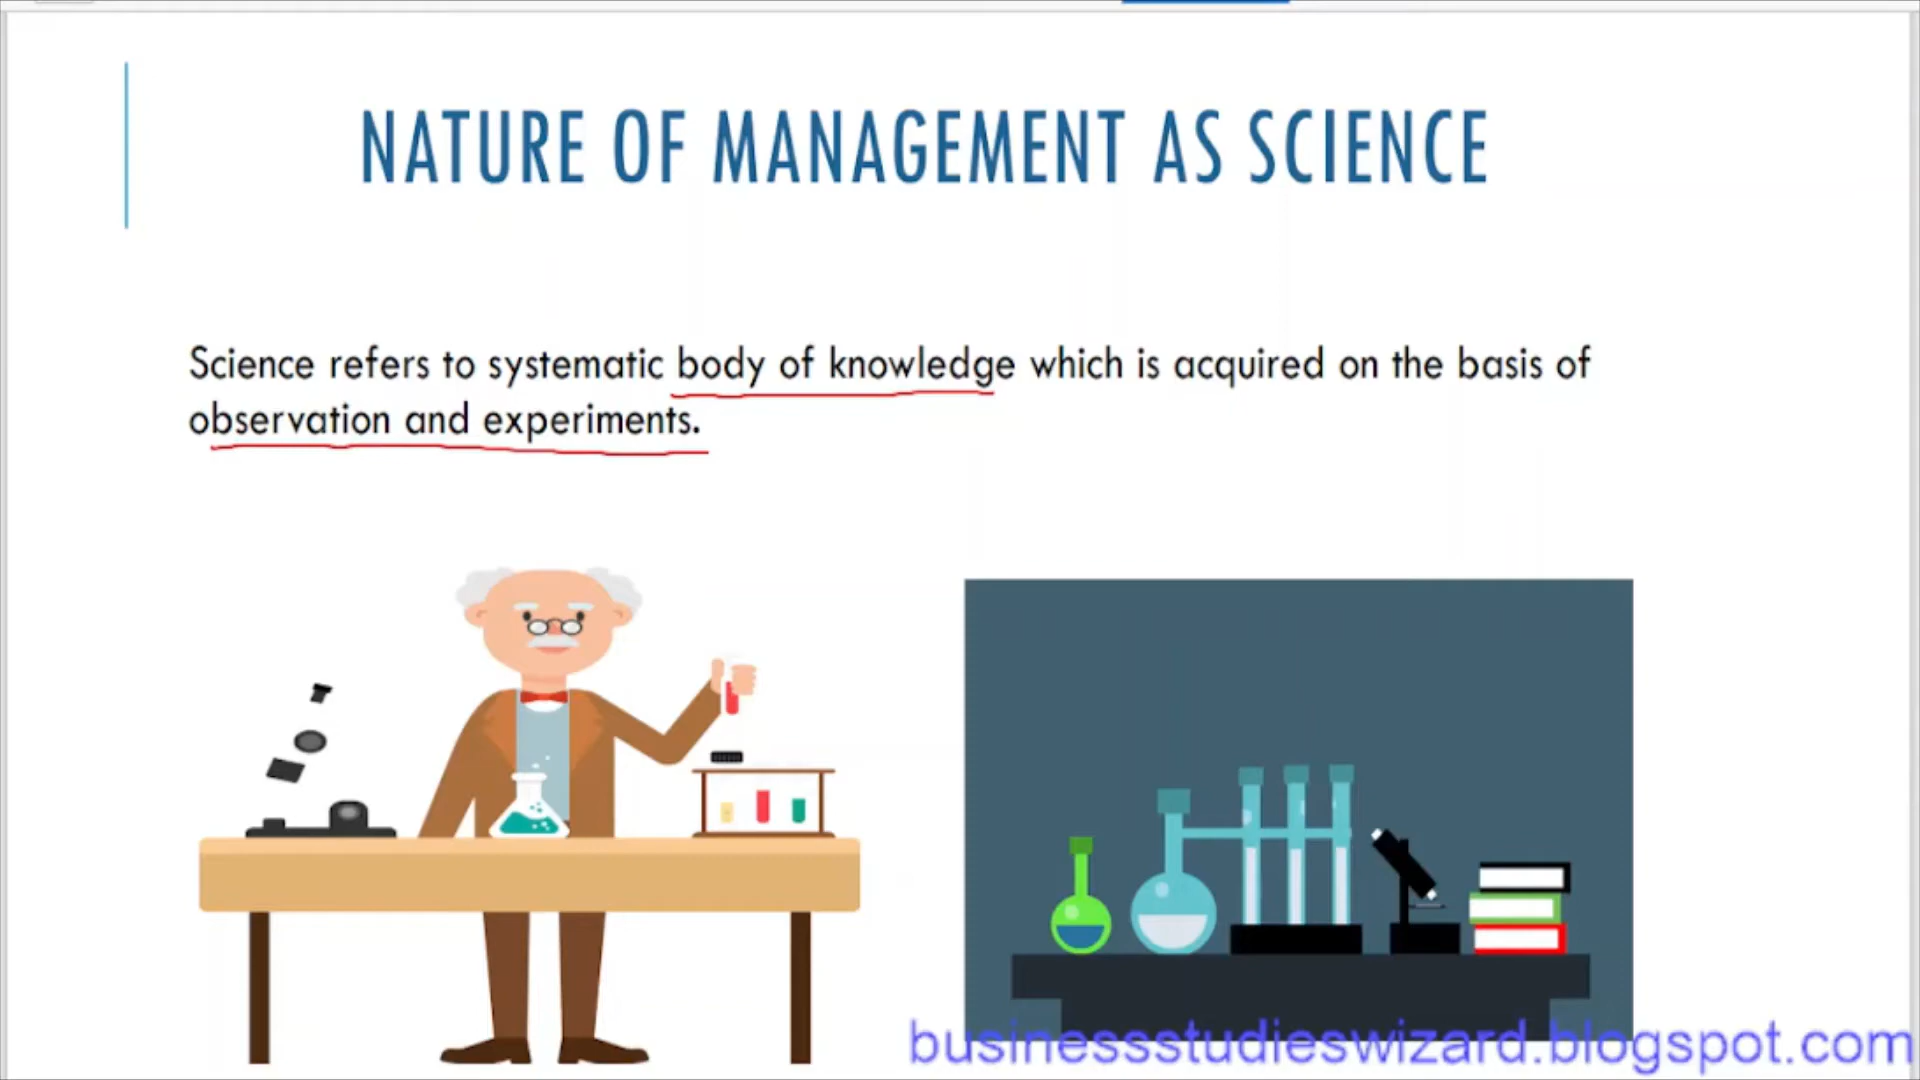 NATURE OF MANAGEMENT AS SCIENCE
Science refers to systematic body of knowledge which is acquired on the basis of
observation and experiments.
businessstudieswizard.blogspot.com